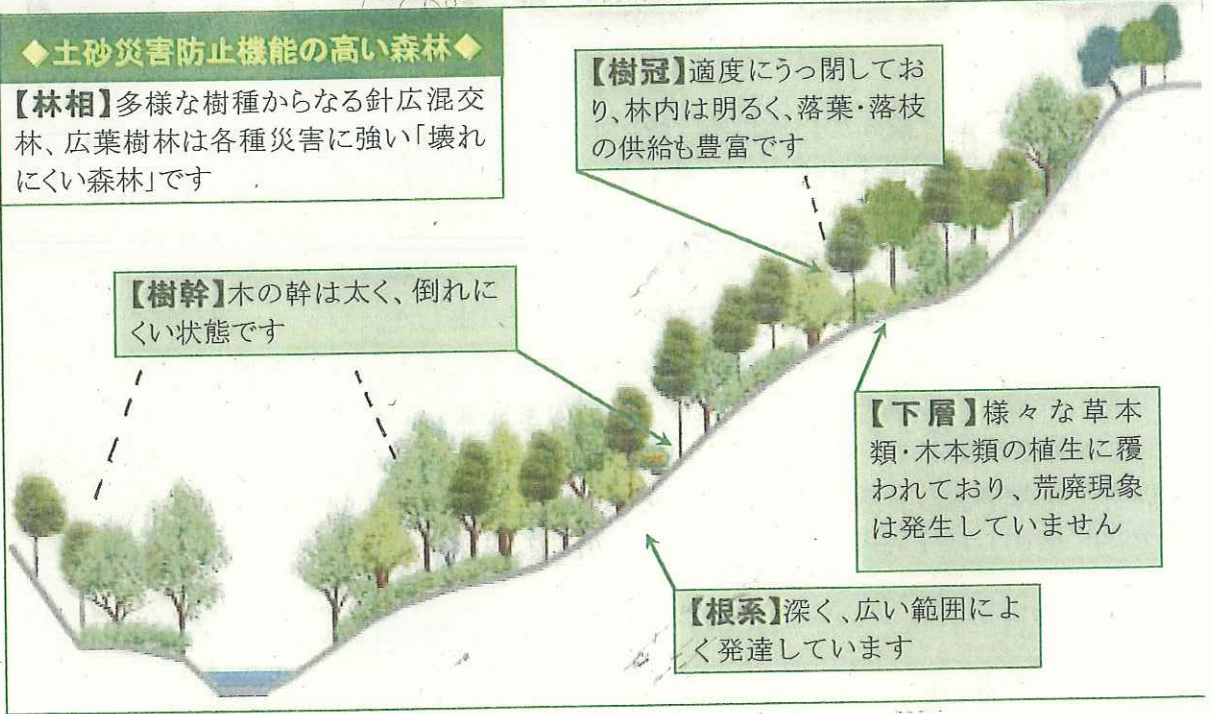 ◆土砂災害防止機能の高い森林◆
【林相】多様な樹種からなる針広混交
林、広葉樹林は各種災害に強い「壊れ
にくい森林」です
【樹冠】適度にうっ閉してお
り、林内は明るく、落葉・落枝
の供給も豊富です
【樹幹】木の幹は太く、倒れに
くい状態です
【下層】様々な草本
類・木本類の植生に覆
われており、荒廃現象
は発生していません
【根系】深く、広い範囲によ
く発達しています